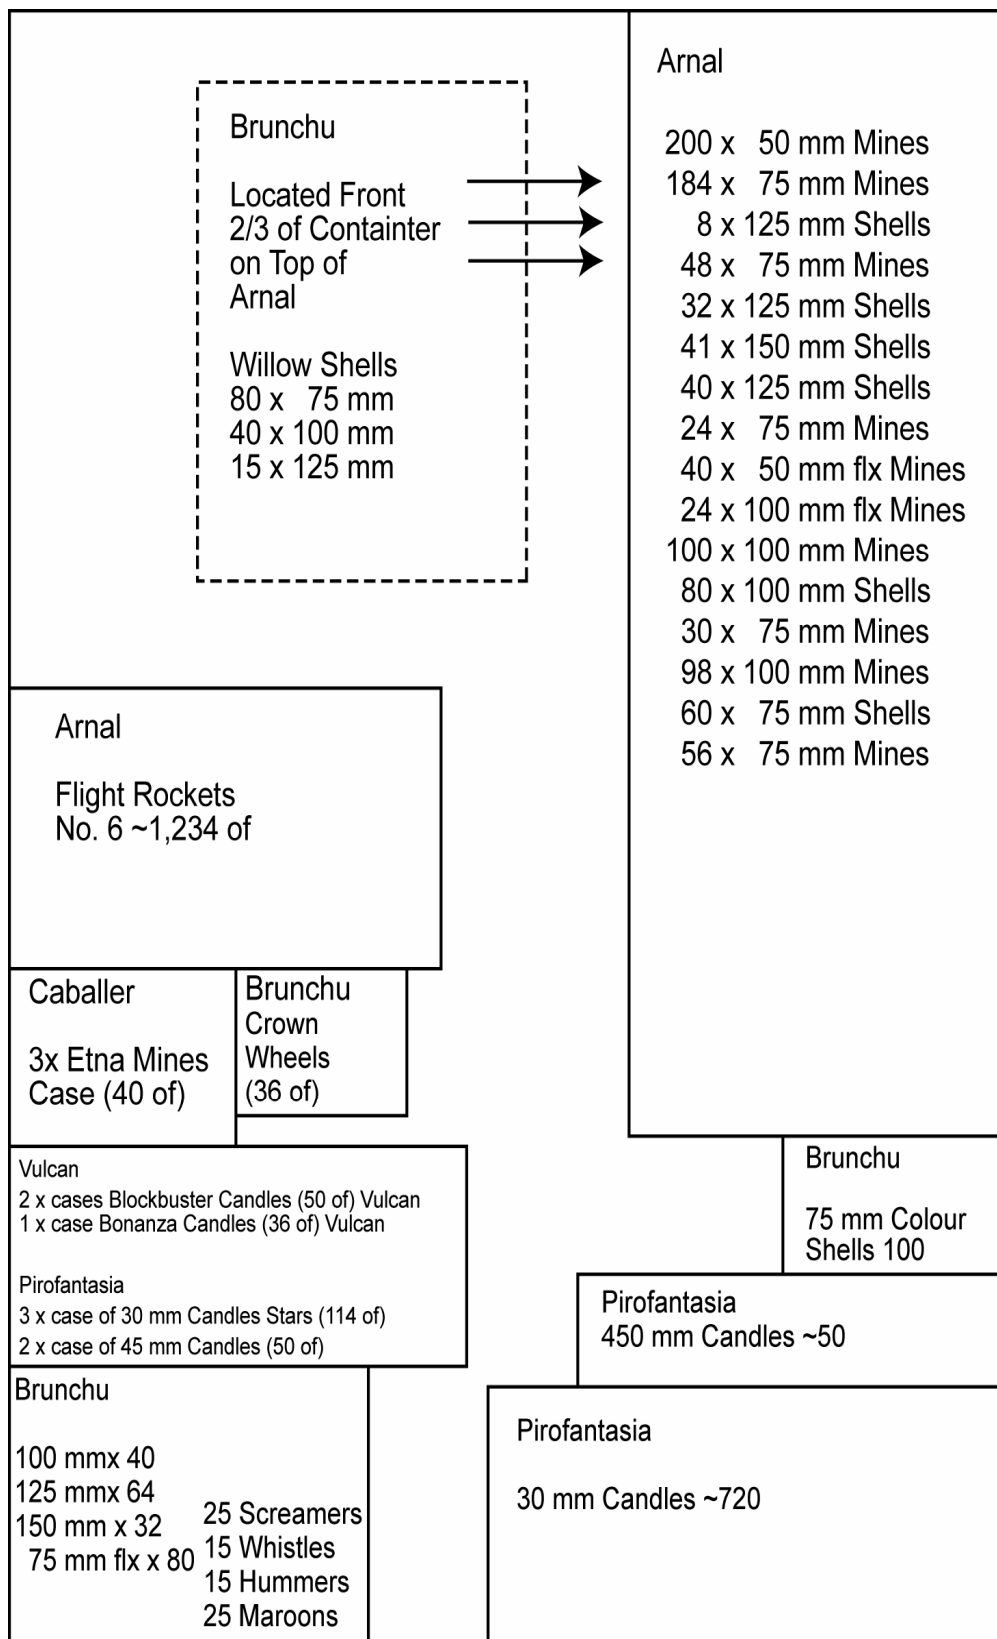 Brunchu
Located Front
2/3 of Containter
on Top of
Arnal
Willow Shells
80 x 75 mm
40 x 100 mm
15 x 125 mm
Arnal
200 x 50 mm Mines
184 x 75 mm Mines
8 x 125 mm Shells
48 x 75 mm Mines
32 x 125 mm Shells
41 x 150 mm Shells
40 x 125 mm Shells
24 x 75 mm Mines
40 x 50 mm flx Mines
24 x 100 mm flx Mines
100 x 100 mm Mines
80 x 100 mm Shells
30 x 75 mm Mines
98 x 100 mm Mines
60 x 75 mm Shells
56 x 75 mm Mines
Arnal
Flight Rockets
No. 6 ~1,234 of
Caballer
3x Etna Mines
Case (40 of)
Brunchu
Crown
Wheels
(36 of)
Vulcan
2 x cases Blockbuster Candles (50 of) Vulcan
1 x case Bonanza Candles (36 of) Vulcan
Pirofantasia
3 x case of 30 mm Candles Stars (114 of)
2 x case of 45 mm Candles (50 of)
Brunchu
75 mm Colour
Shells 100
Pirofantasia
450 mm Candles ~50
Brunchu
100 mmx 40
125 mmx 64
150 mm x 32
75 mm flx x 80
25 Screamers
15 Whistles
15 Hummers
25 Maroons
Pirofantasia
30 mm Candles ~720